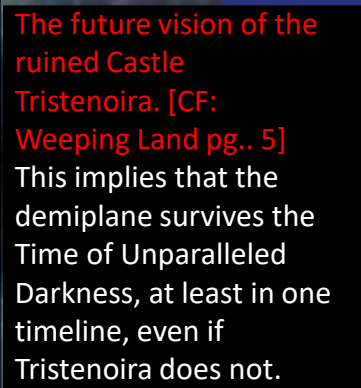 The future vision of the
ruined Castle
Tristenoira. [CF:
Weeping Land pg.. 5]
This implies that the
demiplane survives the
Time of Unparalleled
Darkness, at least in one
timeline, even if
Tristenoira does not.